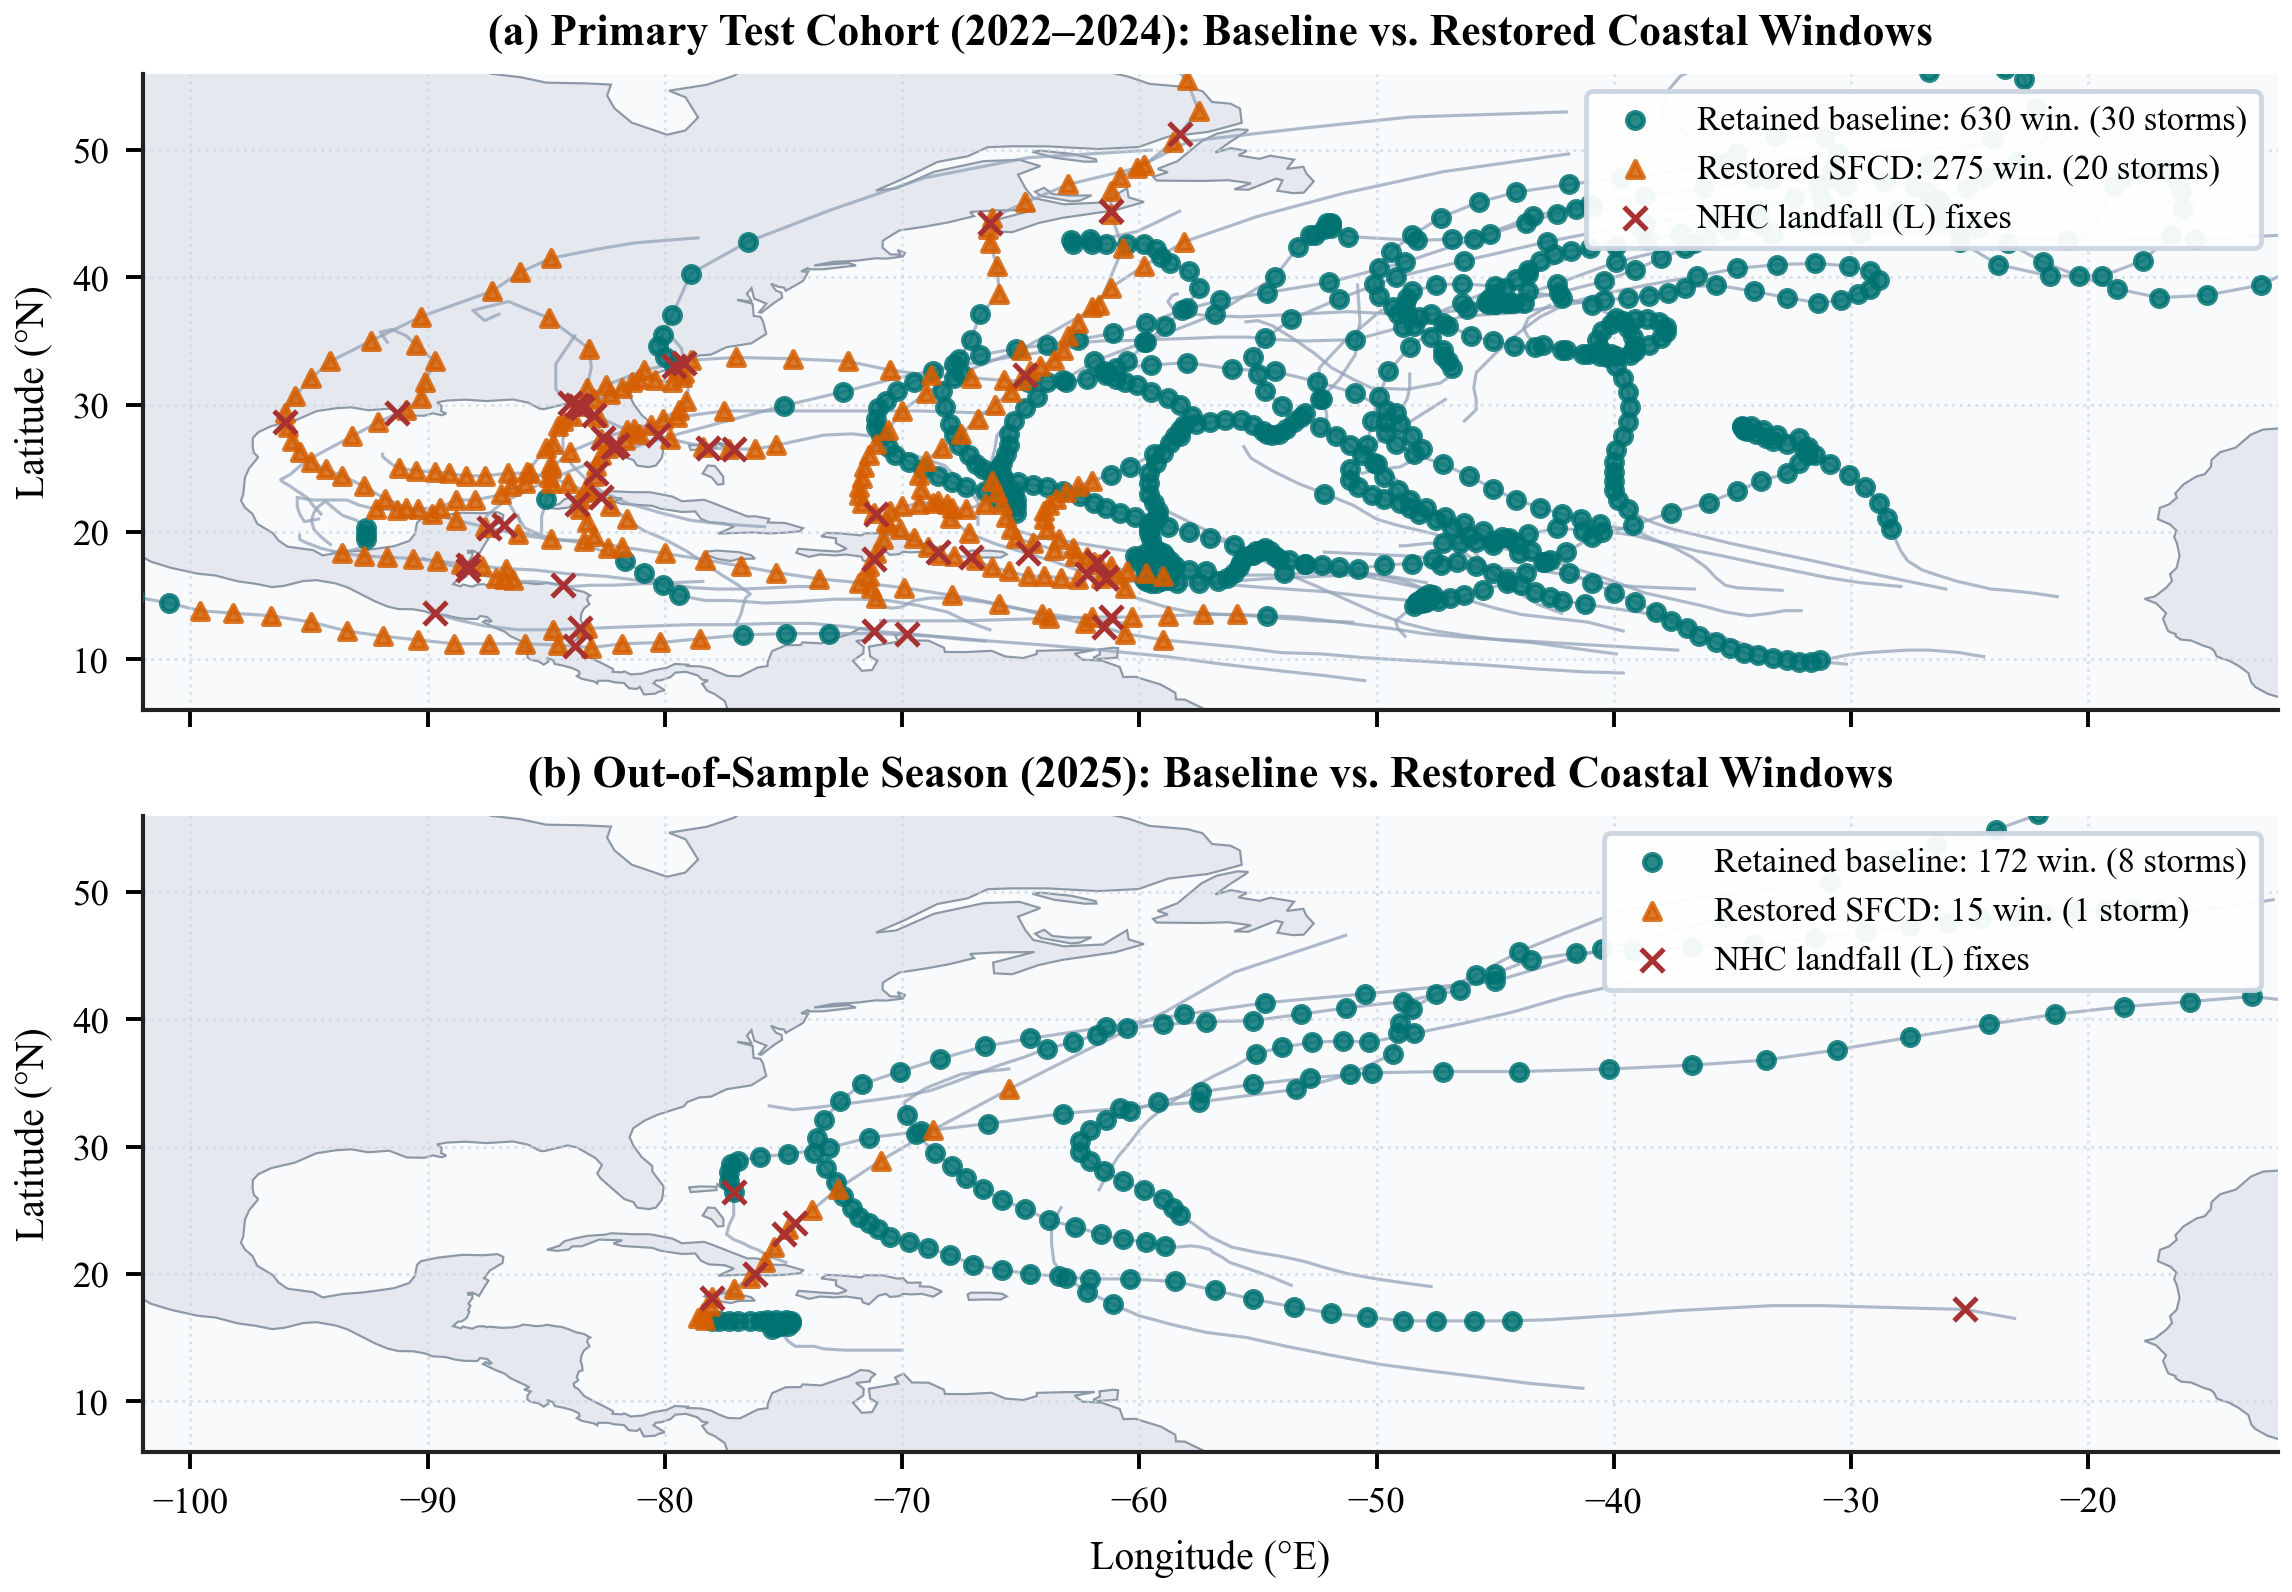 (a) Primary Test Cohort (2022–2024): Baseline vs. Restored Coastal Windows
Retained baseline: 630 win. (30 storms)
Restored SFCD: 275 win. (20 storms)
NHC landfall (L) fixes
50
40
30
20
10
Latitude (°N)
(b) Out-of-Sample Season (2025): Baseline vs. Restored Coastal Windows
Retained baseline: 172 win. (8 storms)
Restored SFCD: 15 win. (1 storm)
NHC landfall (L) fixes
50
40
30
20
10
Latitude (°N)
−100 −90 −80 −70 −60 −50 −40 −30 −20
Longitude (°E)